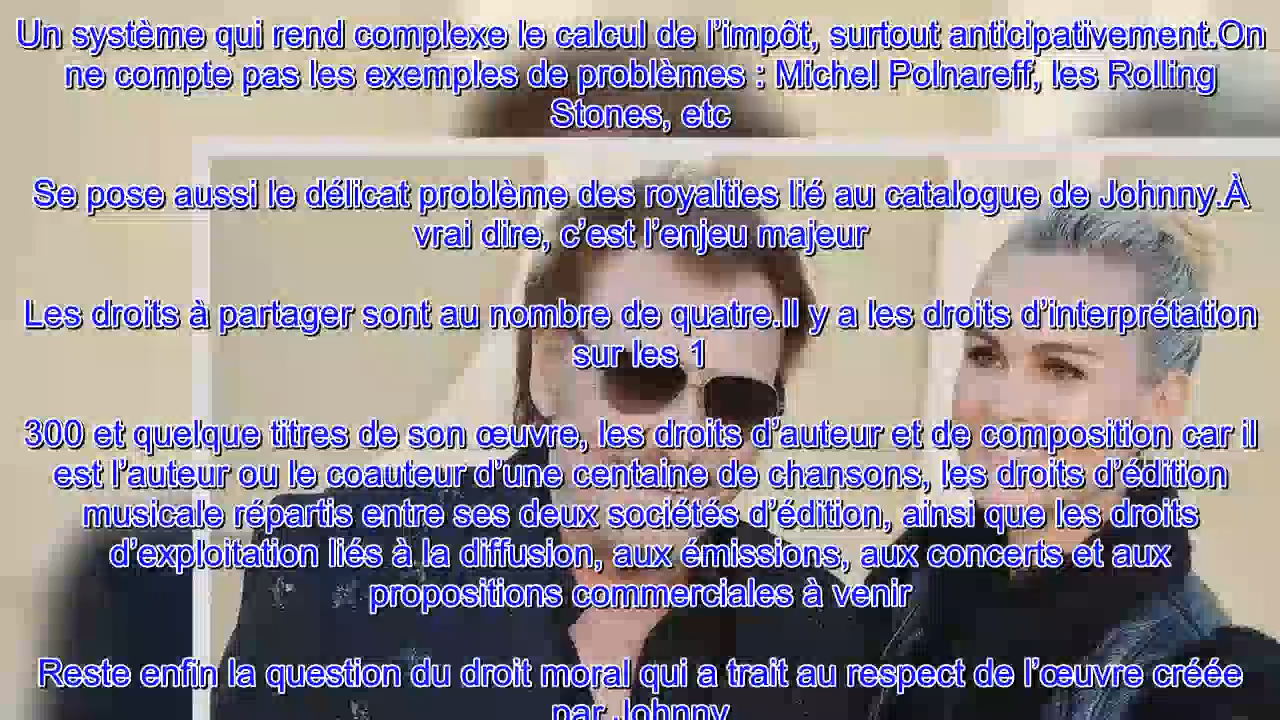 Un système qui rend complexe le calcul de l’impôt, surtout anticipativement.On
ne compte pas les exemples de problèmes : Michel Polnareff, les Rolling
Stones, etc
Se pose aussi le délicat problème des royalties lié au catalogue de Johnny.À
vrai dire, c’est l’enjeu majeur
Les droits à partager sont au nombre de quatre.Il y a les droits d’interprétation
sur les 1
300 et quelque titres de son œuvre, les droits d’auteur et de composition car il
est l’auteur ou le coauteur d’une centaine de chansons, les droits d’édition
musicale répartis entre ses deux sociétés d’édition, ainsi que les droits
d’exploitation liés à la diffusion, aux émissions, aux concerts et aux
propositions commerciales à venir
Reste enfin la question du droit moral qui a trait au respect de l’œuvre créée
par Johnny